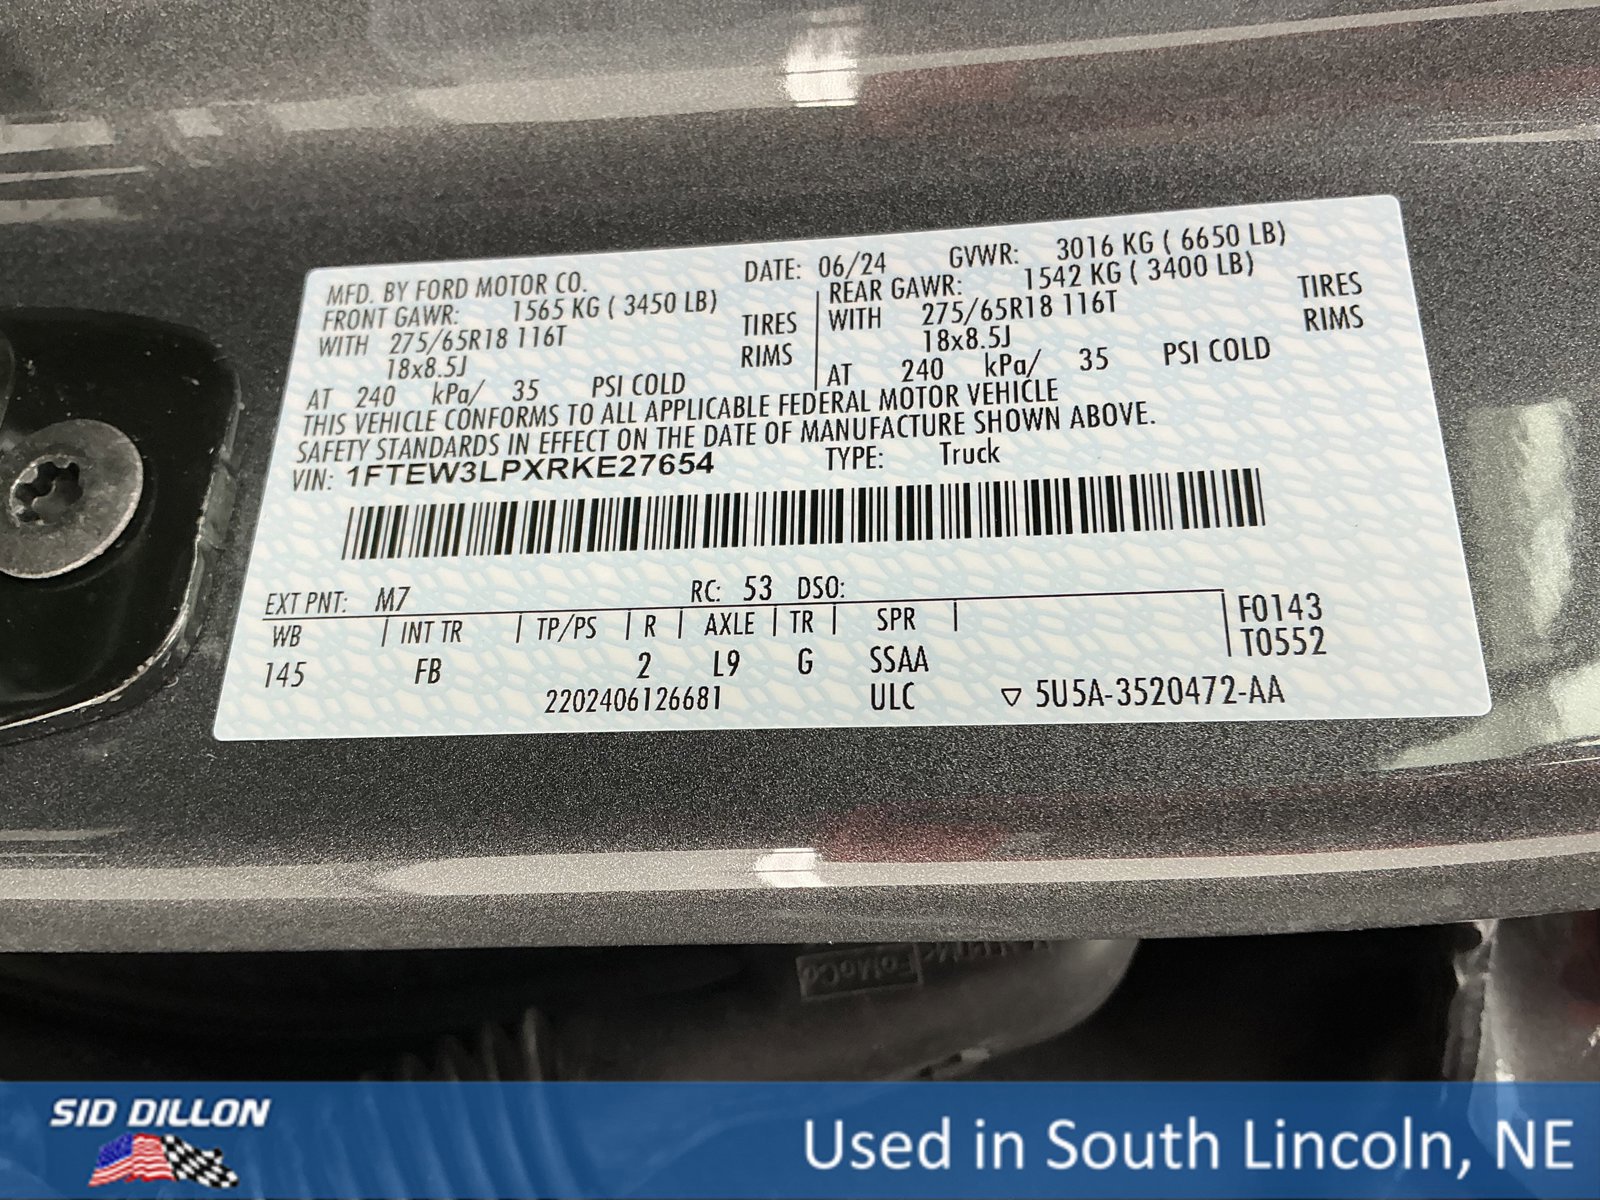 MFD. BY FORD MOTOR CO. DATE: 06/24 GVWR: 3016 KG ( 6650 LB)
FRONT GAWR: 1565 KG ( 3450 LB) REAR GAWR: 1542 KG ( 3400 LB)
WITH 275/65R18 116T TIRES WITH 275/65R18 116T TIRES
18x8.5J RIMS 18x8.5J RIMS
AT 240 kPa/ 35 PSI COLD AT 240 kPa/ 35 PSI COLD
THIS VEHICLE CONFORMS TO ALL APPLICABLE FEDERAL MOTOR VEHICLE
SAFETY STANDARDS IN EFFECT ON THE DATE OF MANUFACTURE SHOWN ABOVE.
VIN: 1FTEW3LPXRKE27654 TYPE: Truck
EXT PNT: M7 RC: 53 DSO:
WB | INT TR | TP/PS | R | AXLE | TR | SPR | F0143
T0552
145 FB 2 L9 G SSAA
2202406126681 ULC ▽ 5U5A-3520472-AA
FoMoCo
SID DILLON
Used in South Lincoln, NE